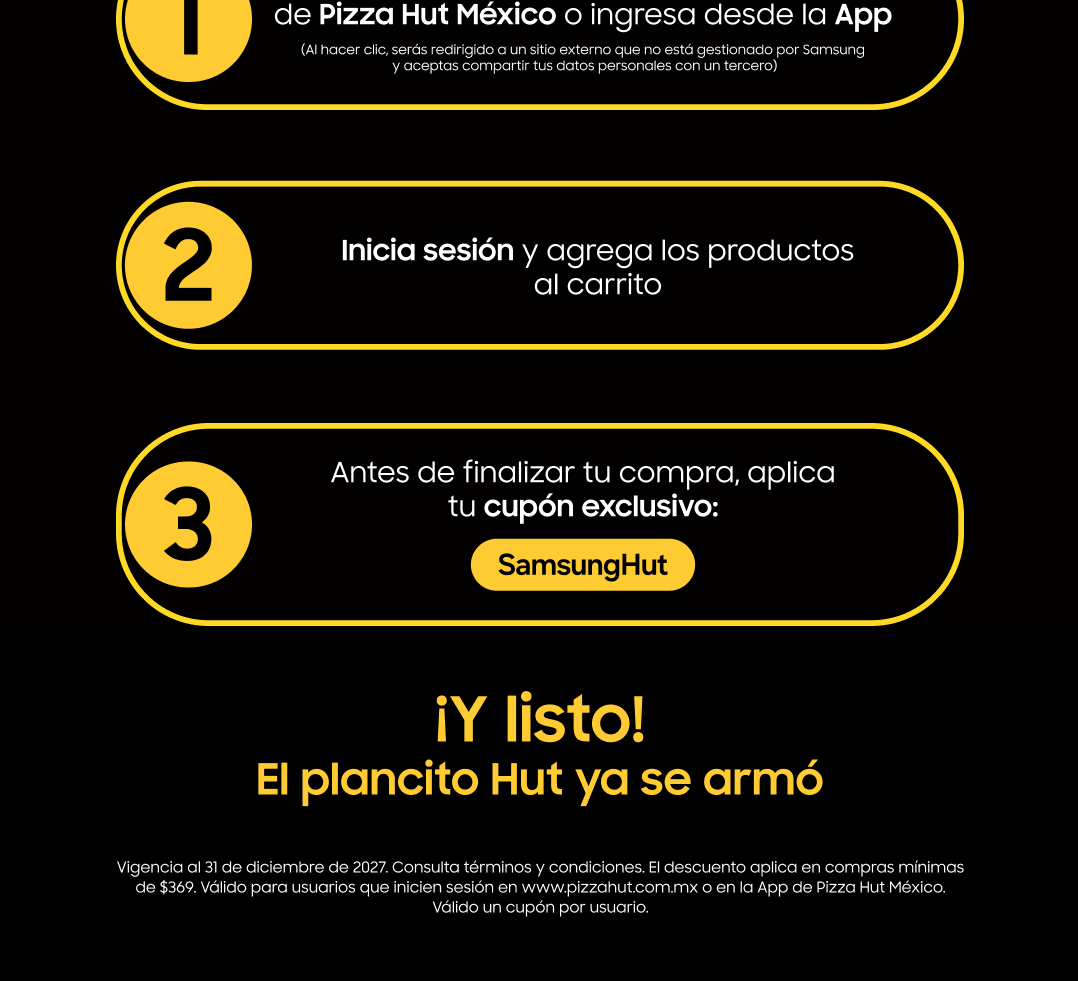 1
de Pizza Hut México o ingresa desde la App
(Al hacer clic, serás redirigido a un sitio externo que no está gestionado por Samsung
y aceptas compartir tus datos personales con un tercero)
2
Inicia sesión y agrega los productos
al carrito
3
Antes de finalizar tu compra, aplica
tu cupón exclusivo:
SamsungHut
¡Y listo!
El plancito Hut ya se armó
Vigencia al 31 de diciembre de 2027. Consulta términos y condiciones. El descuento aplica en compras mínimas
de $369. Válido para usuarios que inicien sesión en www.pizzahut.com.mx o en la App de Pizza Hut México.
Válido un cupón por usuario.